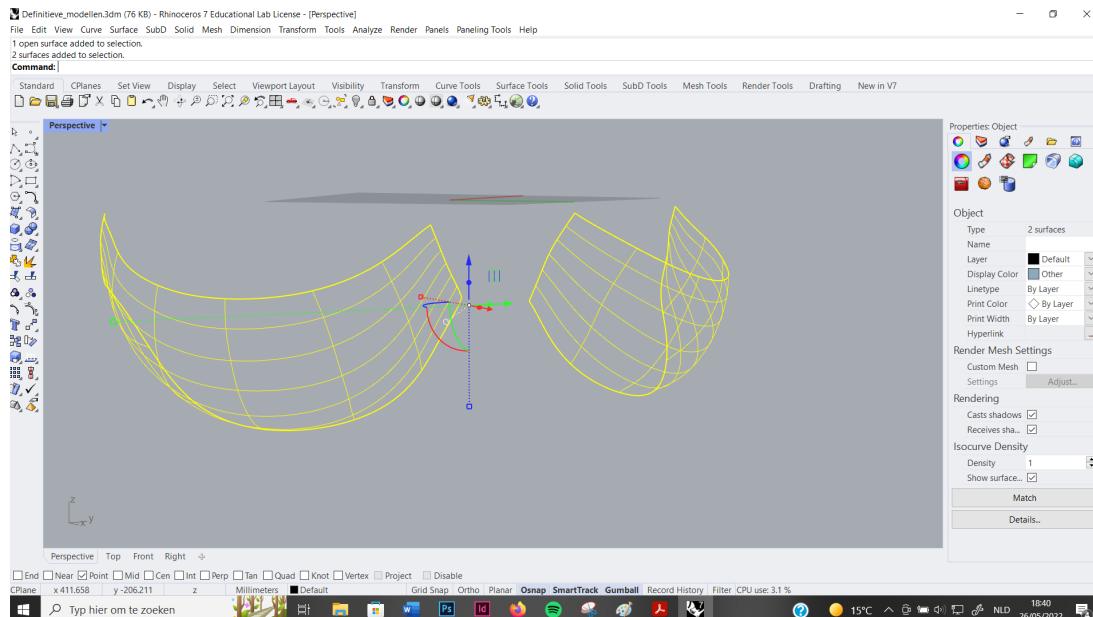 Definitieve_modellen.3dm (76 KB) - Rhinoceros 7 Educational Lab License - [Perspective]
File Edit View Curve Surface SubD Solid Mesh Dimension Transform Tools Analyze Render Panels Paneling Tools Help
1 open surface added to selection.
2 surfaces added to selection.
Command:
Standard CPlanes Set View Display Select Viewport Layout Visibility Transform Curve Tools Surface Tools Solid Tools SubD Tools Mesh Tools Render Tools Drafting New in V7
Perspective
Properties: Object
Object
Type 2 surfaces
Name
Layer Default
Display Color Other
Linetype By Layer
Print Color By Layer
Print Width By Layer
Hyperlink ...
Render Mesh Settings
Custom Mesh
Settings Adjust...
Rendering
Casts shadows
Receives sha...
Isocurve Density
Density 1
Show surface...
Match
Details...
z
x y
Perspective Top Front Right
End Near Point Mid Cen Int Perp Tan Quad Knot Vertex Project Disable
CPlane x 411.658 y -206.211 z Millimeters Default Grid Snap Ortho Planar Osnap SmartTrack Gumball Record History Filter CPU use: 3.1 %
Typ hier om te zoeken
W
Ps
Id
15°C
NLD
18:40
26/05/2022
4